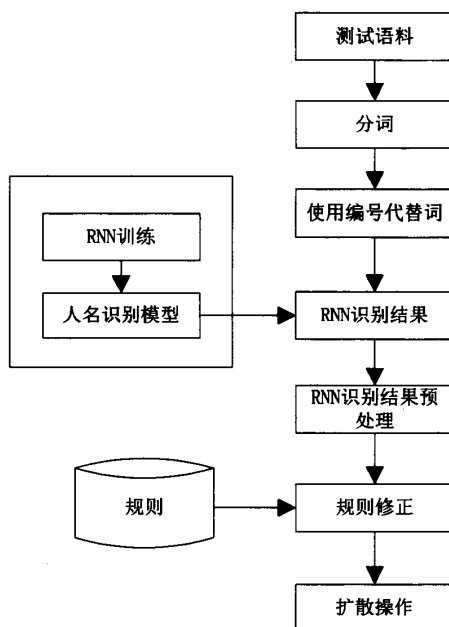 测试语料
分词
使用编号代替词
RNN训练
人名识别模型
RNN识别结果
RNN识别结果预
处理
规则
规则修正
扩散操作